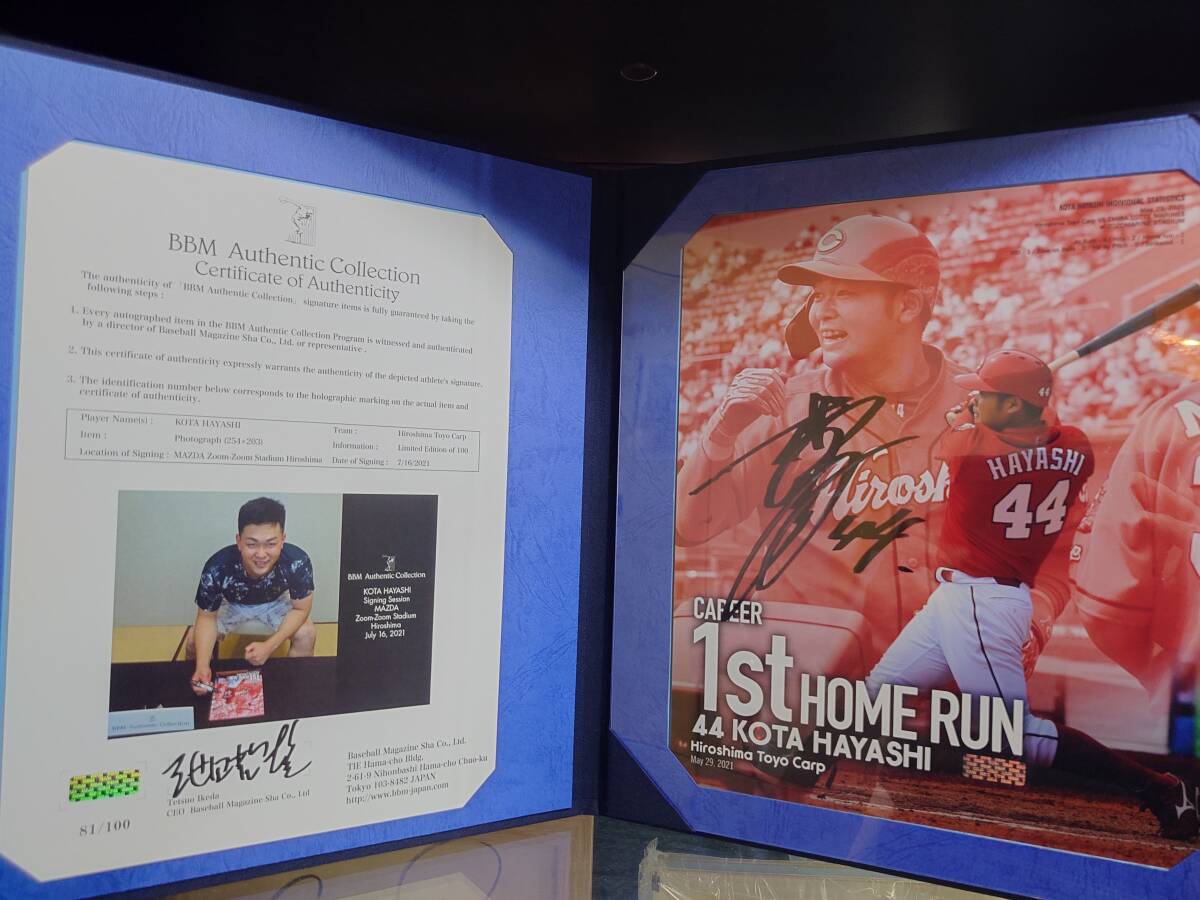 BBM Authentic Collection
Certificate of Authenticity
The authenticity of「BBM Authentic Collection」signature items is fully guaranteed by taking the
following steps :
1. Every autographed item in the BBM Authentic Collection Program is witnessed and authenticated
by a director of Baseball Magazine Sha Co., Ltd. or representative .
2. This certificate of authenticity expressly warrants the authenticity of the depicted athlete's signature.
3. The identification number below corresponds to the holographic marking on the actual item and
certificate of authenticity.
Player Name(s) : KOTA HAYASHI Team : Hiroshima Toyo Carp
Item : Photograph (254×203) Information : Limited Edition of 100
Location of Signing : MAZDA Zoom-Zoom Stadium Hiroshima Date of Signing : 7/16/2021
BBM Authentic Collection
KOTA HAYASHI
Signing Session
MAZDA
Zoom-Zoom Stadium
Hiroshima
July 16, 2021
BBM Authentic Collection
Tetsuo Ikeda
CEO Baseball Magazine Sha Co., Ltd
81/100
Baseball Magazine Sha Co., Ltd.
TIE Hama-cho Bldg.
2-61-9 Nihonbashi Hama-cho Chuo-ku
Tokyo 103-8482 JAPAN
http://www.bbm-japan.com
KOTA HAYASHI INDIVIDUAL STATISTICS
C
Hirosh
44
HAYASHI
44
44
CAREER
1st HOME RUN
44 KOTA HAYASHI
Hiroshima Toyo Carp
May 29, 2021